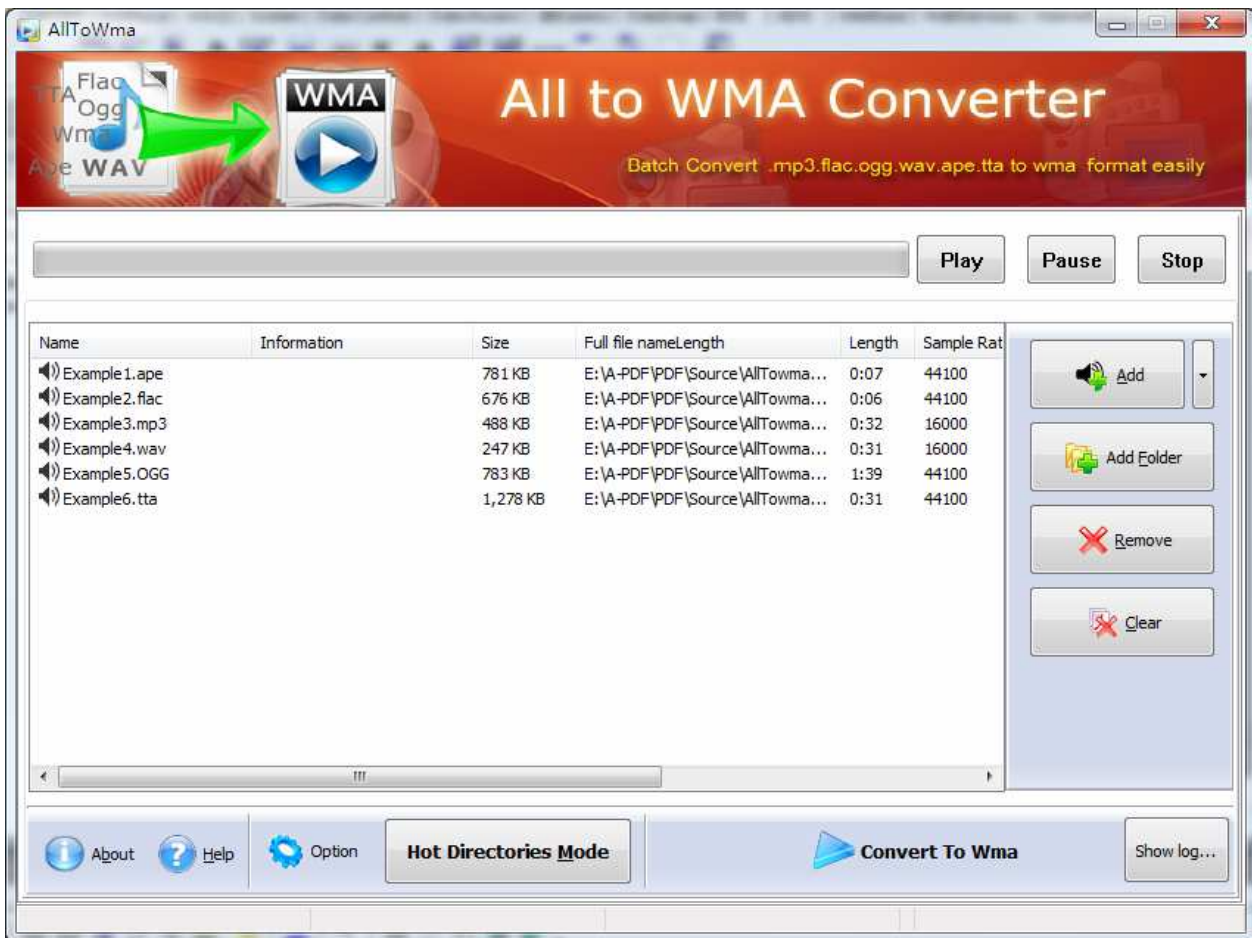 AllToWma
Flac
TTA
Ogg
Wma
Ape WAV
WMA
All to WMA Converter
Batch Convert .mp3.flac.ogg.wav.ape.tta to wma format easily
Play Pause Stop
Name Information Size Full file nameLength Length Sample Rat
Example1.ape 781 KB E:\A-PDF\PDF\Source\AllTowma... 0:07 44100
Example2.flac 676 KB E:\A-PDF\PDF\Source\AllTowma... 0:06 44100
Example3.mp3 488 KB E:\A-PDF\PDF\Source\AllTowma... 0:32 16000
Example4.wav 247 KB E:\A-PDF\PDF\Source\AllTowma... 0:31 16000
Example5.OGG 783 KB E:\A-PDF\PDF\Source\AllTowma... 1:39 44100
Example6.tta 1,278 KB E:\A-PDF\PDF\Source\AllTowma... 0:31 44100
Add
Add Folder
Remove
Clear
About Help Option Hot Directories Mode Convert To Wma Show log...